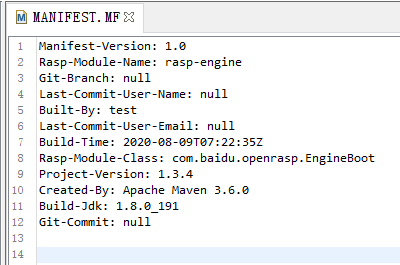 MANIFEST.MF
1 Manifest-Version: 1.0
2 Rasp-Module-Name: rasp-engine
3 Git-Branch: null
4 Last-Commit-User-Name: null
5 Built-By: test
6 Last-Commit-User-Email: null
7 Build-Time: 2020-08-09T07:22:35Z
8 Rasp-Module-Class: com.baidu.openrasp.EngineBoot
9 Project-Version: 1.3.4
10 Created-By: Apache Maven 3.6.0
11 Build-Jdk: 1.8.0_191
12 Git-Commit: null
13
14